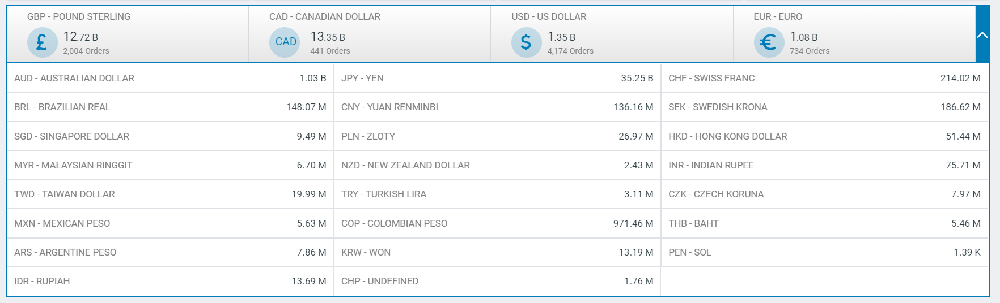 GBP - POUND STERLING
£ 12.72 B
2,004 Orders
CAD - CANADIAN DOLLAR
CAD 13.35 B
441 Orders
USD - US DOLLAR
$ 1.35 B
4,174 Orders
EUR - EURO
€ 1.08 B
734 Orders
AUD - AUSTRALIAN DOLLAR 1.03 B
JPY - YEN 35.25 B
CHF - SWISS FRANC 214.02 M
BRL - BRAZILIAN REAL 148.07 M
CNY - YUAN RENMINBI 136.16 M
SEK - SWEDISH KRONA 186.62 M
SGD - SINGAPORE DOLLAR 9.49 M
PLN - ZLOTY 26.97 M
HKD - HONG KONG DOLLAR 51.44 M
MYR - MALAYSIAN RINGGIT 6.70 M
NZD - NEW ZEALAND DOLLAR 2.43 M
INR - INDIAN RUPEE 75.71 M
TWD - TAIWAN DOLLAR 19.99 M
TRY - TURKISH LIRA 3.11 M
CZK - CZECH KORUNA 7.97 M
MXN - MEXICAN PESO 5.63 M
COP - COLOMBIAN PESO 971.46 M
THB - BAHT 5.46 M
ARS - ARGENTINE PESO 7.86 M
KRW - WON 13.19 M
PEN - SOL 1.39 K
IDR - RUPIAH 13.69 M
CHP - UNDEFINED 1.76 M